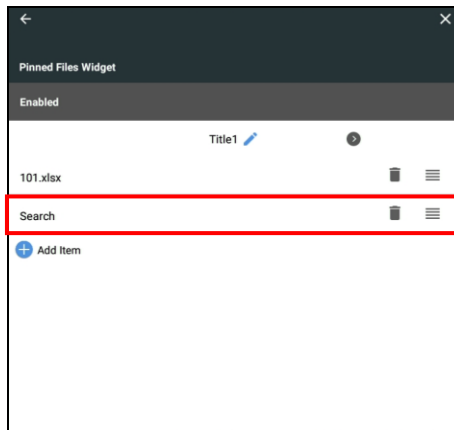 Pinned Files Widget
Enabled
Title1
101.xlsx
Search
Add Item